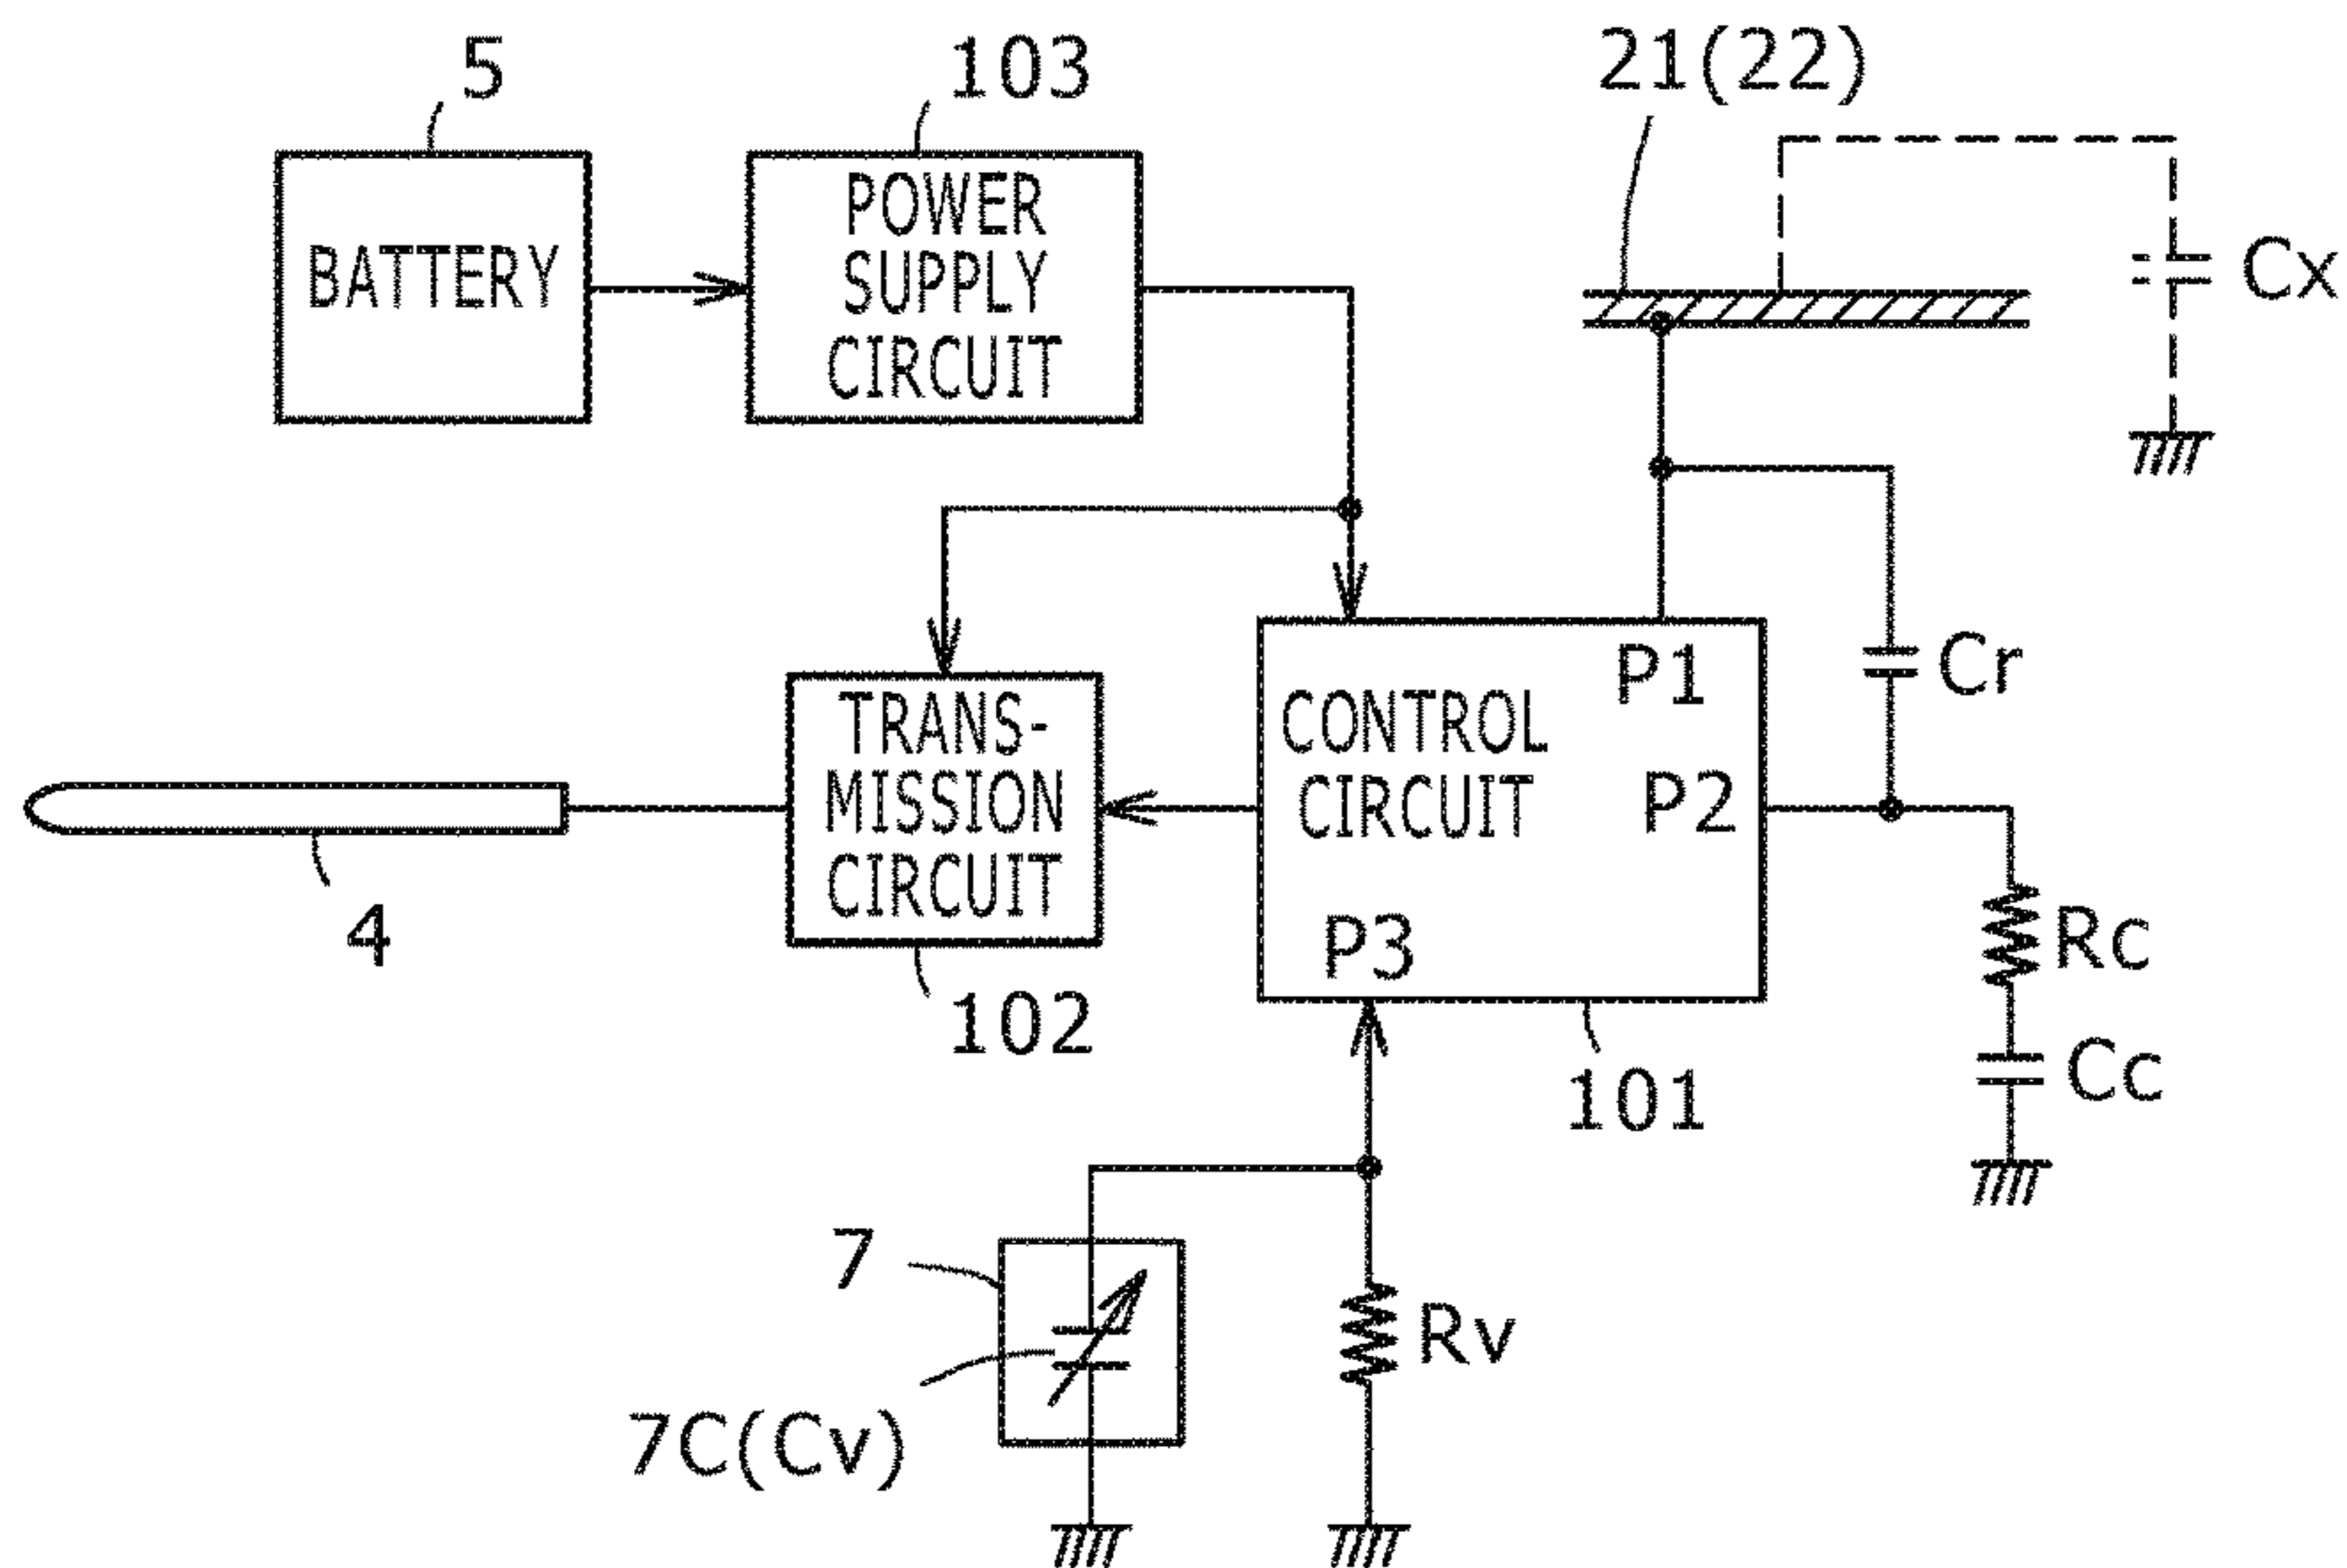 5
103
21(22)
BATTERY
POWER
SUPPLY
CIRCUIT
Cx
P1
Cr
TRANS-
MISSION
CIRCUIT
CONTROL
CIRCUIT
P2
4
P3
Rc
102
101
Cc
7
Rv
7C(Cv)